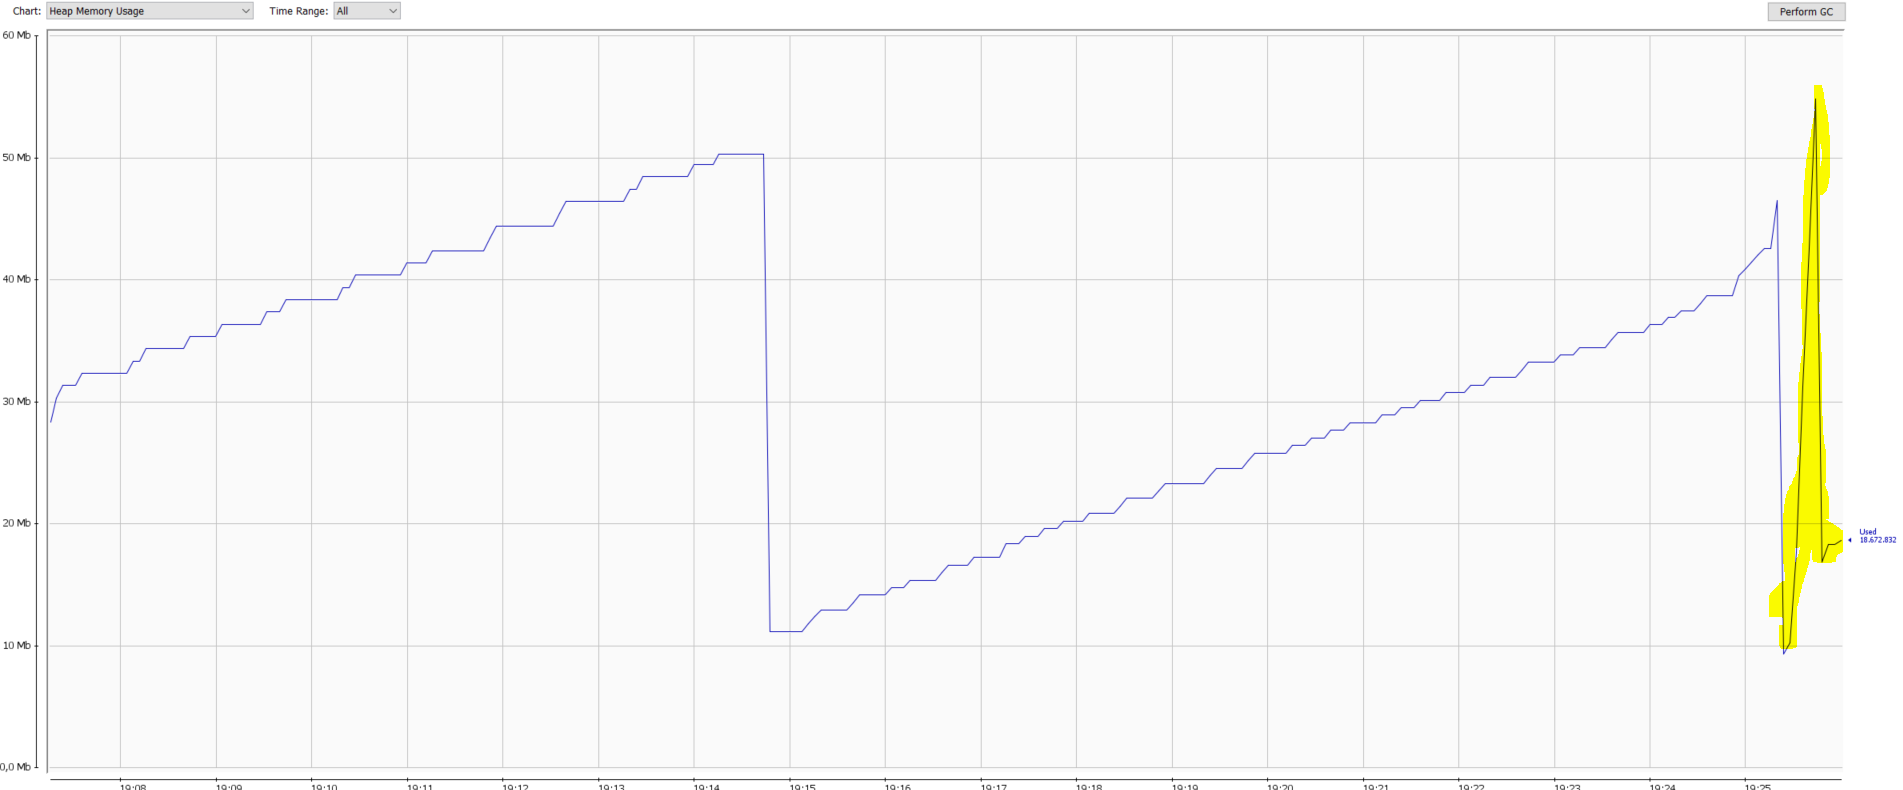 Chart: Heap Memory Usage Time Range: All Perform GC
60 Mb
50 Mb
40 Mb
30 Mb
20 Mb
10 Mb
0,0 Mb
Used
18.672.832
19:08 19:09 19:10 19:11 19:12 19:13 19:14 19:15 19:16 19:17 19:18 19:19 19:20 19:21 19:22 19:23 19:24 19:25